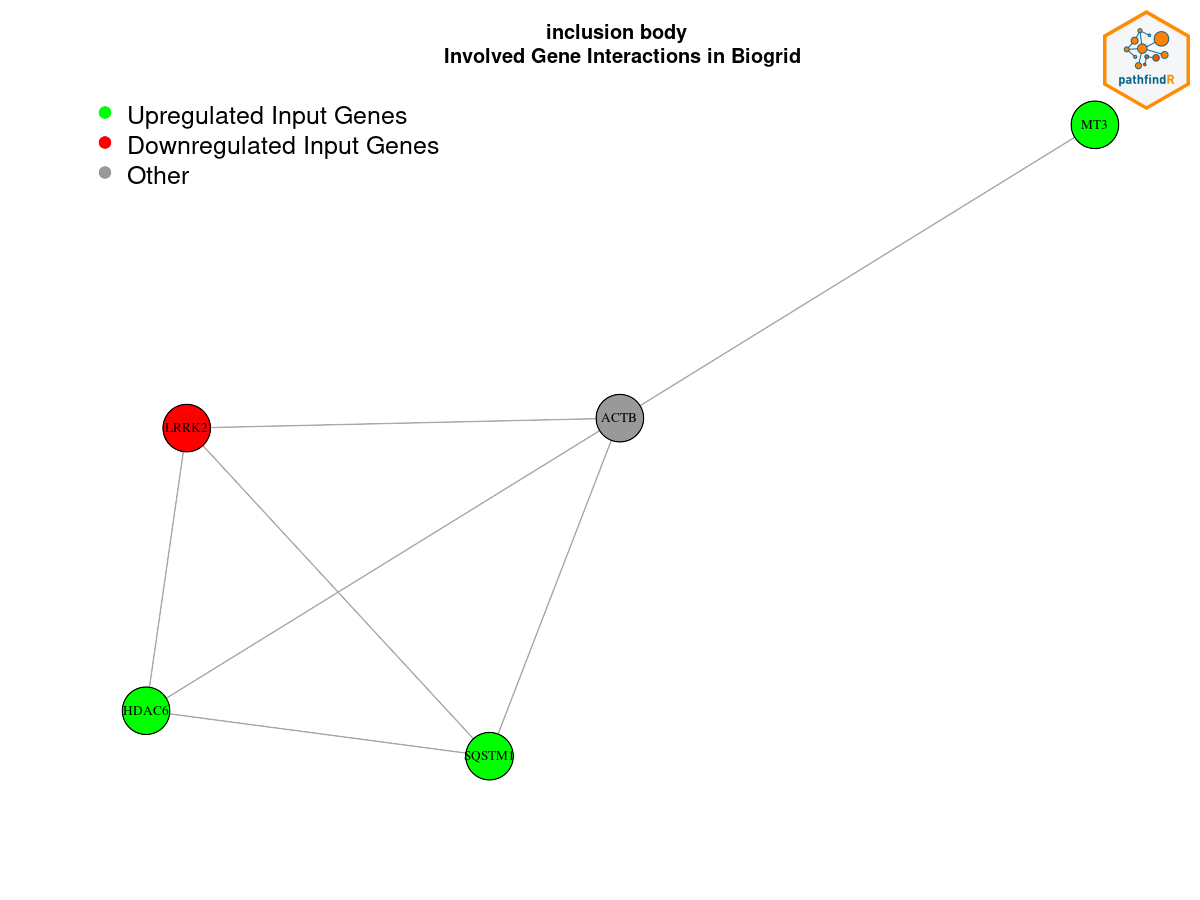 inclusion body
Involved Gene Interactions in Biogrid
pathfindR
Upregulated Input Genes
Downregulated Input Genes
Other
MT3
ACTB
LRRK2
HDAC6
SQSTM1